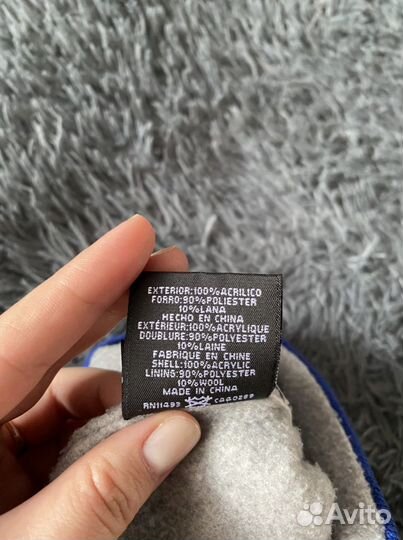 EXTERIOR:100%ACRILICO
FORRO:90%POLIESTER
10%LANA
HECHO EN CHINA
EXTÉRIEUR:100%ACRYLIQUE
DOUBLURE:90%POLYESTER
10%LAINE
FABRIQUE EN CHINE
SHELL:100%ACRYLIC
LINING:90%POLYESTER
10%WOOL
MADE IN CHINA
RN11499 CA00289
Avito